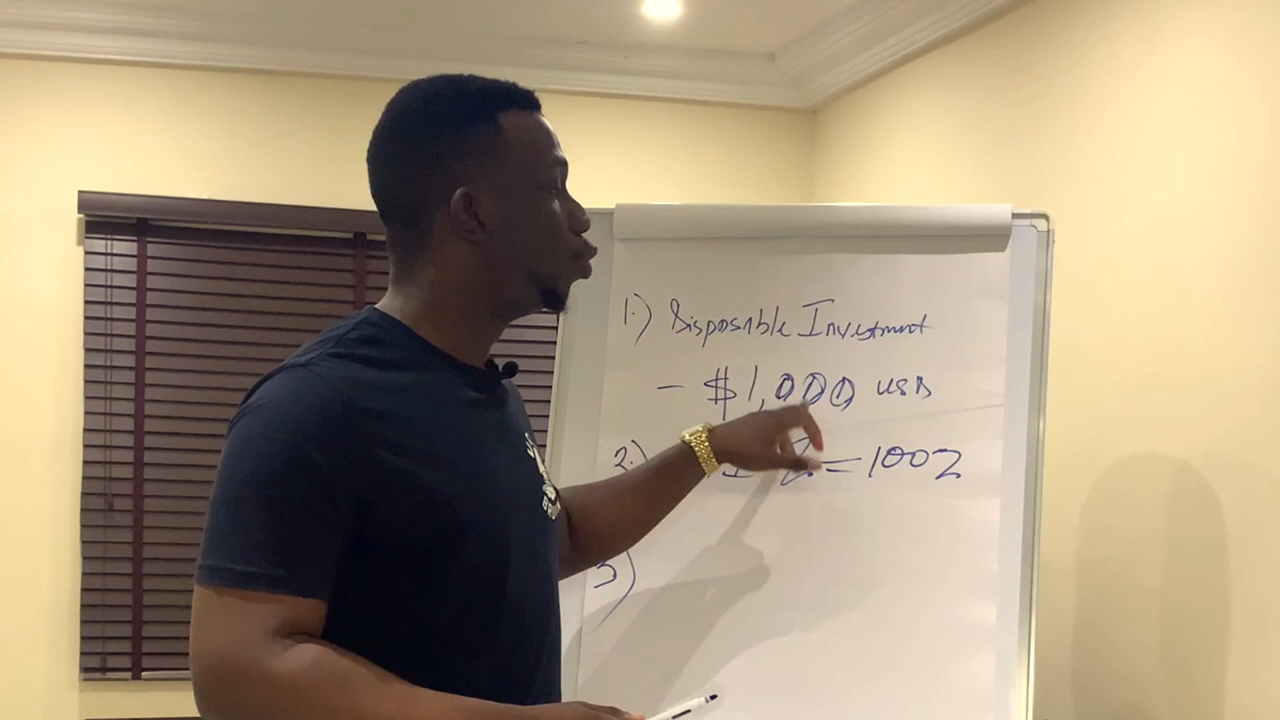 1.) Disposable Investment
- $1,000 USD
2.) = 100%
3)